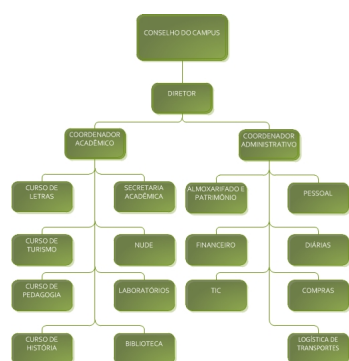 CONSELHO DO CAMPUS
DIRETOR
COORDENADOR
ACADÊMICO
COORDENADOR
ADMINISTRATIVO
CURSO DE
LETRAS
SECRETARIA
ACADÊMICA
ALMOXARIFADO E
PATRIMÔNIO
PESSOAL
CURSO DE
TURISMO
NUDE
FINANCEIRO
DIÁRIAS
CURSO DE
PEDAGOGIA
LABORATÓRIOS
TIC
COMPRAS
CURSO DE
HISTÓRIA
BIBLIOTECA
LOGÍSTICA DE
TRANSPORTES